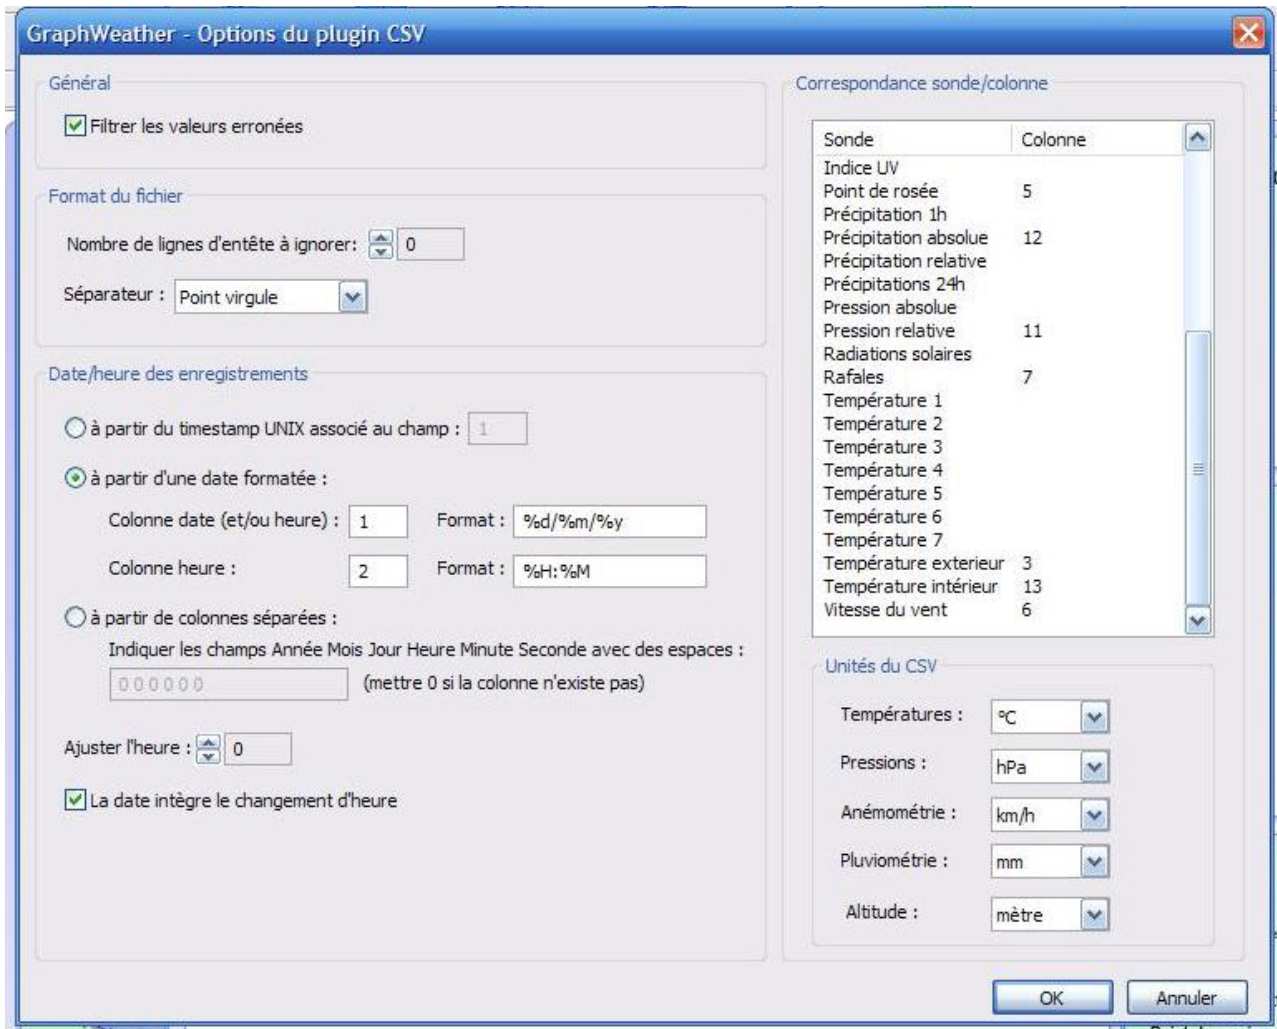 GraphWeather - Options du plugin CSV
Général
Filtrer les valeurs erronées
Format du fichier
Nombre de lignes d'entête à ignorer: 0
Séparateur : Point virgule
Date/heure des enregistrements
à partir du timestamp UNIX associé au champ : 1
à partir d'une date formatée :
Colonne date (et/ou heure) : 1 Format : %d/%m/%y
Colonne heure : 2 Format : %H:%M
à partir de colonnes séparées :
Indiquer les champs Année Mois Jour Heure Minute Seconde avec des espaces :
0 0 0 0 0 0 (mettre 0 si la colonne n'existe pas)
Ajuster l'heure : 0
La date intègre le changement d'heure
Correspondance sonde/colonne
Sonde Colonne
Indice UV
Point de rosée 5
Précipitation 1h
Précipitation absolue 12
Précipitation relative
Précipitations 24h
Pression absolue
Pression relative 11
Radiations solaires
Rafales 7
Température 1
Température 2
Température 3
Température 4
Température 5
Température 6
Température 7
Température exterieur 3
Température intérieur 13
Vitesse du vent 6
Unités du CSV
Températures : °C
Pressions : hPa
Anémométrie : km/h
Pluviométrie : mm
Altitude : mètre
OK Annuler